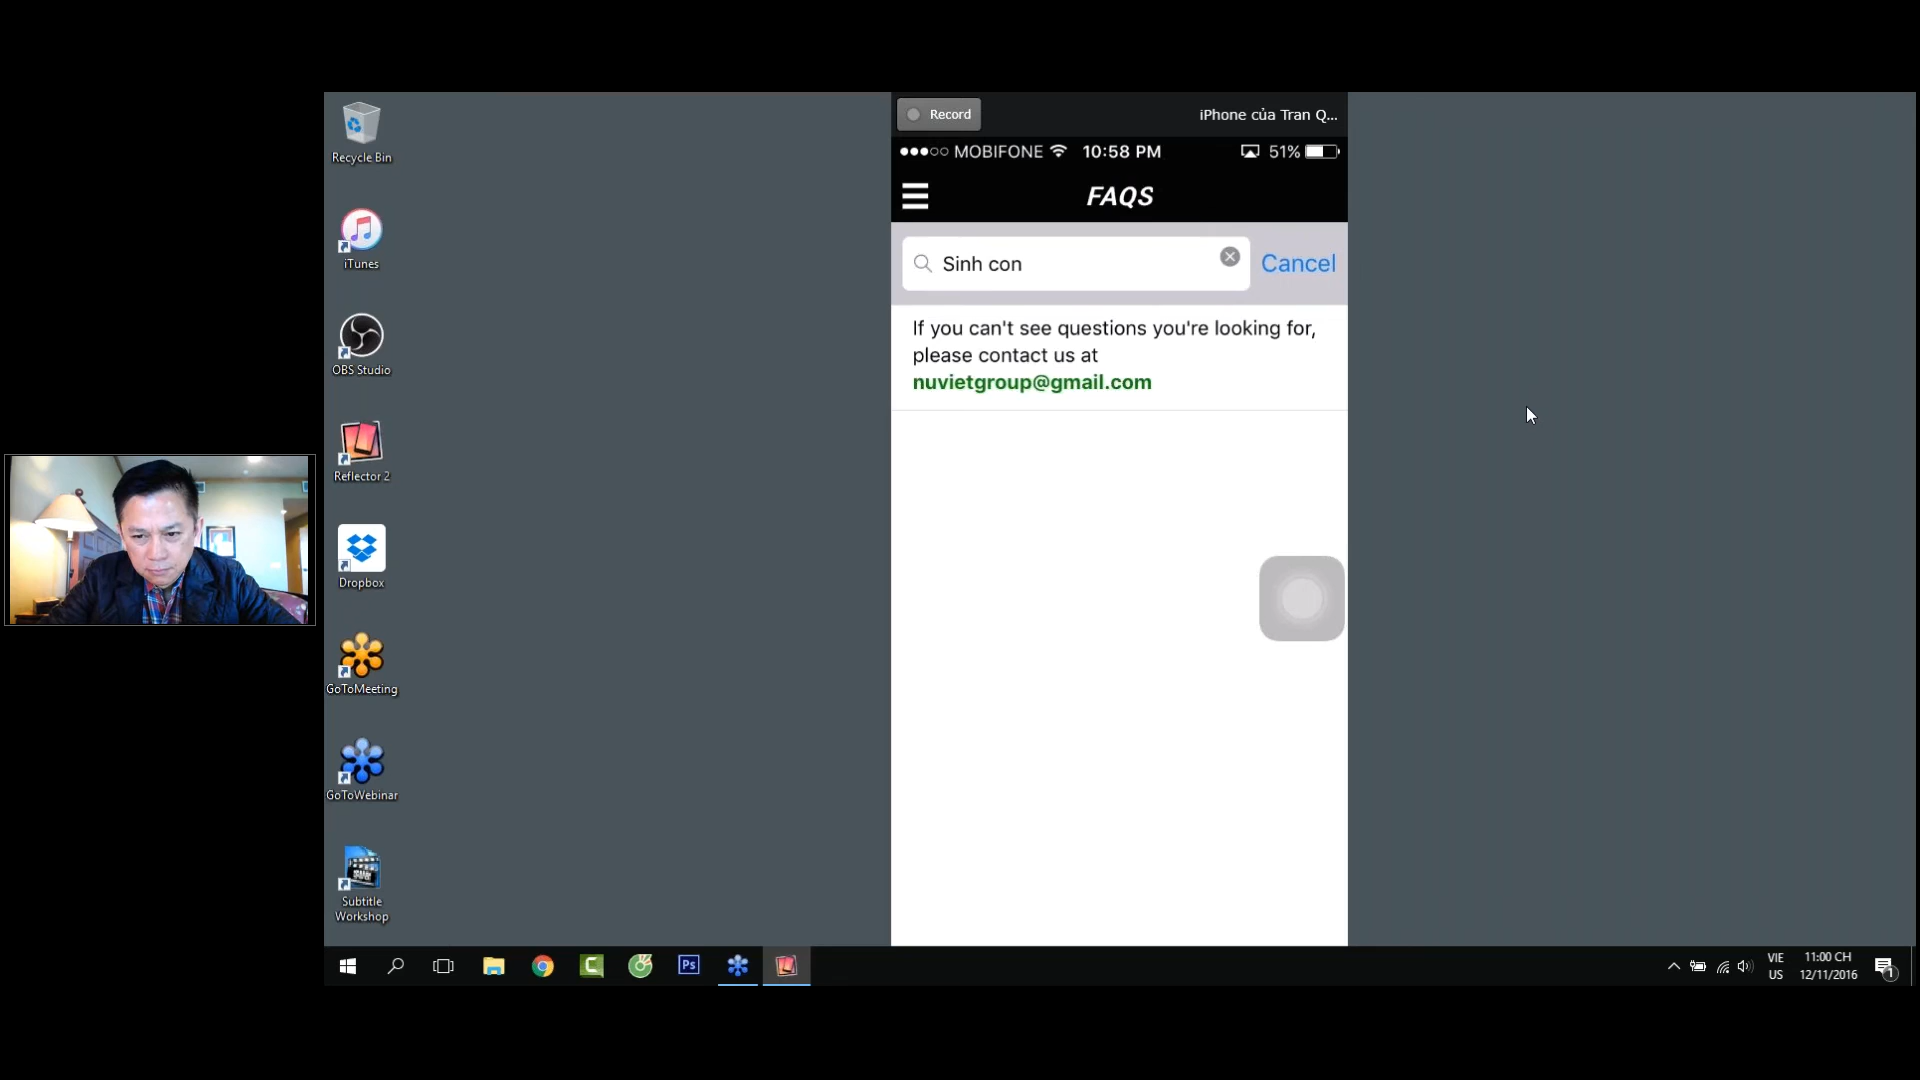 Recycle Bin
iTunes
OBS Studio
Reflector 2
Dropbox
GoToMeeting
GoToWebinar
Subtitle
Workshop
Record
iPhone của Tran Q...
MOBIFONE 10:58 PM 51%
FAQS
Sinh con
Cancel
If you can't see questions you're looking for,
please contact us at
nuvietgroup@gmail.com
Ps
VIE
US
11:00 CH
12/11/2016
1